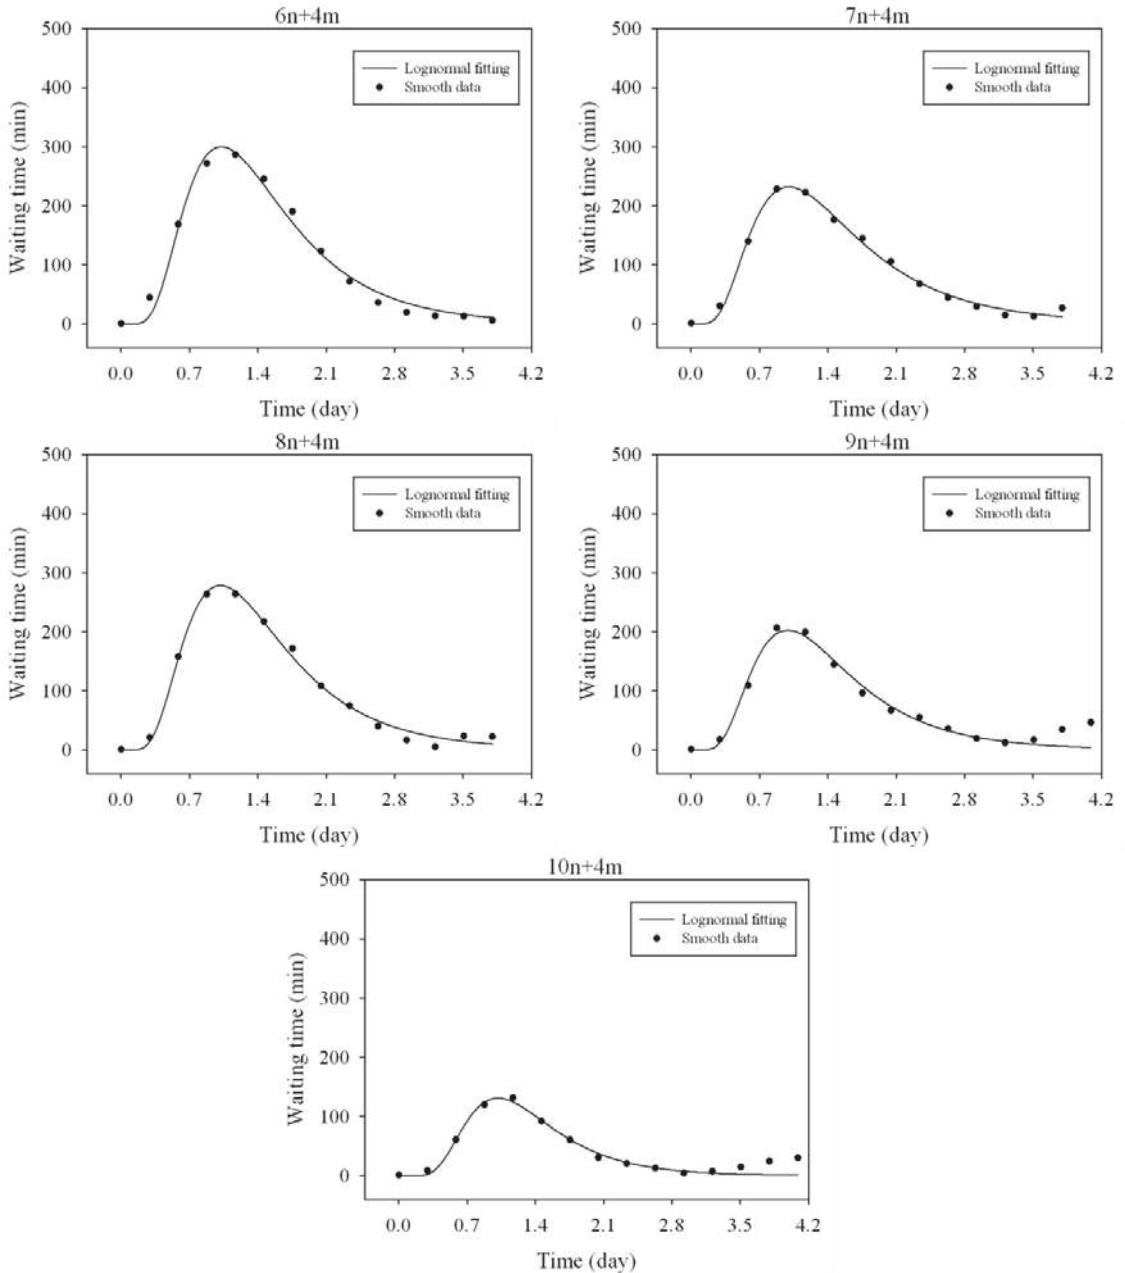 6n+4m
500
400
300
200
100
0
Waiting time (min)
Lognormal fitting
Smooth data
0.0 0.7 1.4 2.1 2.8 3.5 4.2
Time (day)
7n+4m
500
400
300
200
100
0
Waiting time (min)
Lognormal fitting
Smooth data
0.0 0.7 1.4 2.1 2.8 3.5 4.2
Time (day)
8n+4m
500
400
300
200
100
0
Waiting time (min)
Lognormal fitting
Smooth data
0.0 0.7 1.4 2.1 2.8 3.5 4.2
Time (day)
9n+4m
500
400
300
200
100
0
Waiting time (min)
Lognormal fitting
Smooth data
0.0 0.7 1.4 2.1 2.8 3.5 4.2
Time (day)
10n+4m
500
400
300
200
100
0
Waiting time (min)
Lognormal fitting
Smooth data
0.0 0.7 1.4 2.1 2.8 3.5 4.2
Time (day)